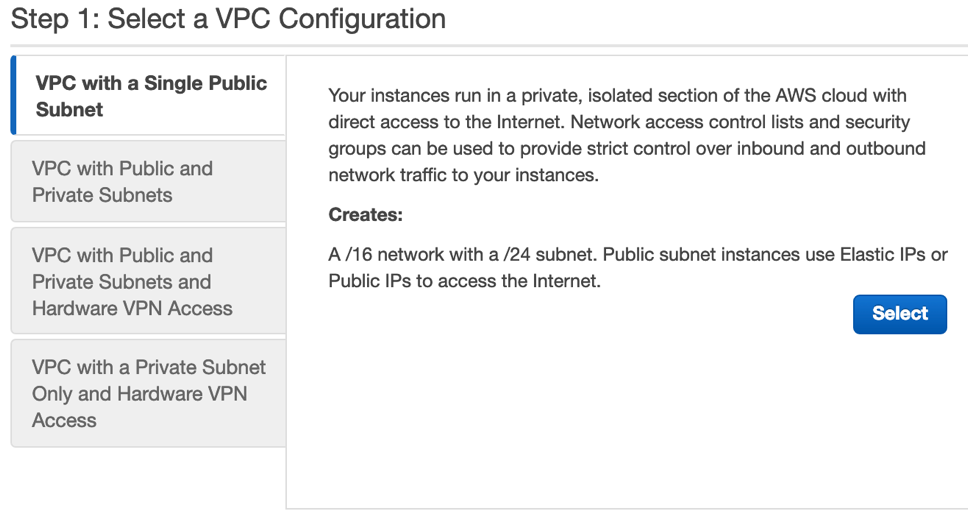 Step 1: Select a VPC Configuration
VPC with a Single Public
Subnet
VPC with Public and
Private Subnets
VPC with Public and
Private Subnets and
Hardware VPN Access
VPC with a Private Subnet
Only and Hardware VPN
Access
Your instances run in a private, isolated section of the AWS cloud with
direct access to the Internet. Network access control lists and security
groups can be used to provide strict control over inbound and outbound
network traffic to your instances.
Creates:
A /16 network with a /24 subnet. Public subnet instances use Elastic IPs or
Public IPs to access the Internet.
Select